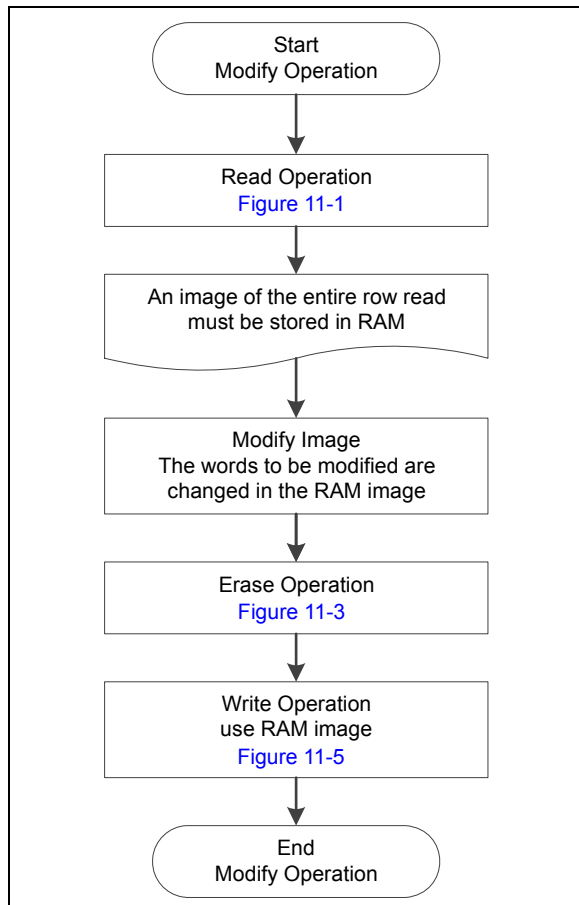 Start
Modify Operation
Read Operation
Figure 11-1
An image of the entire row read
must be stored in RAM
Modify Image
The words to be modified are
changed in the RAM image
Erase Operation
Figure 11-3
Write Operation
use RAM image
Figure 11-5
End
Modify Operation